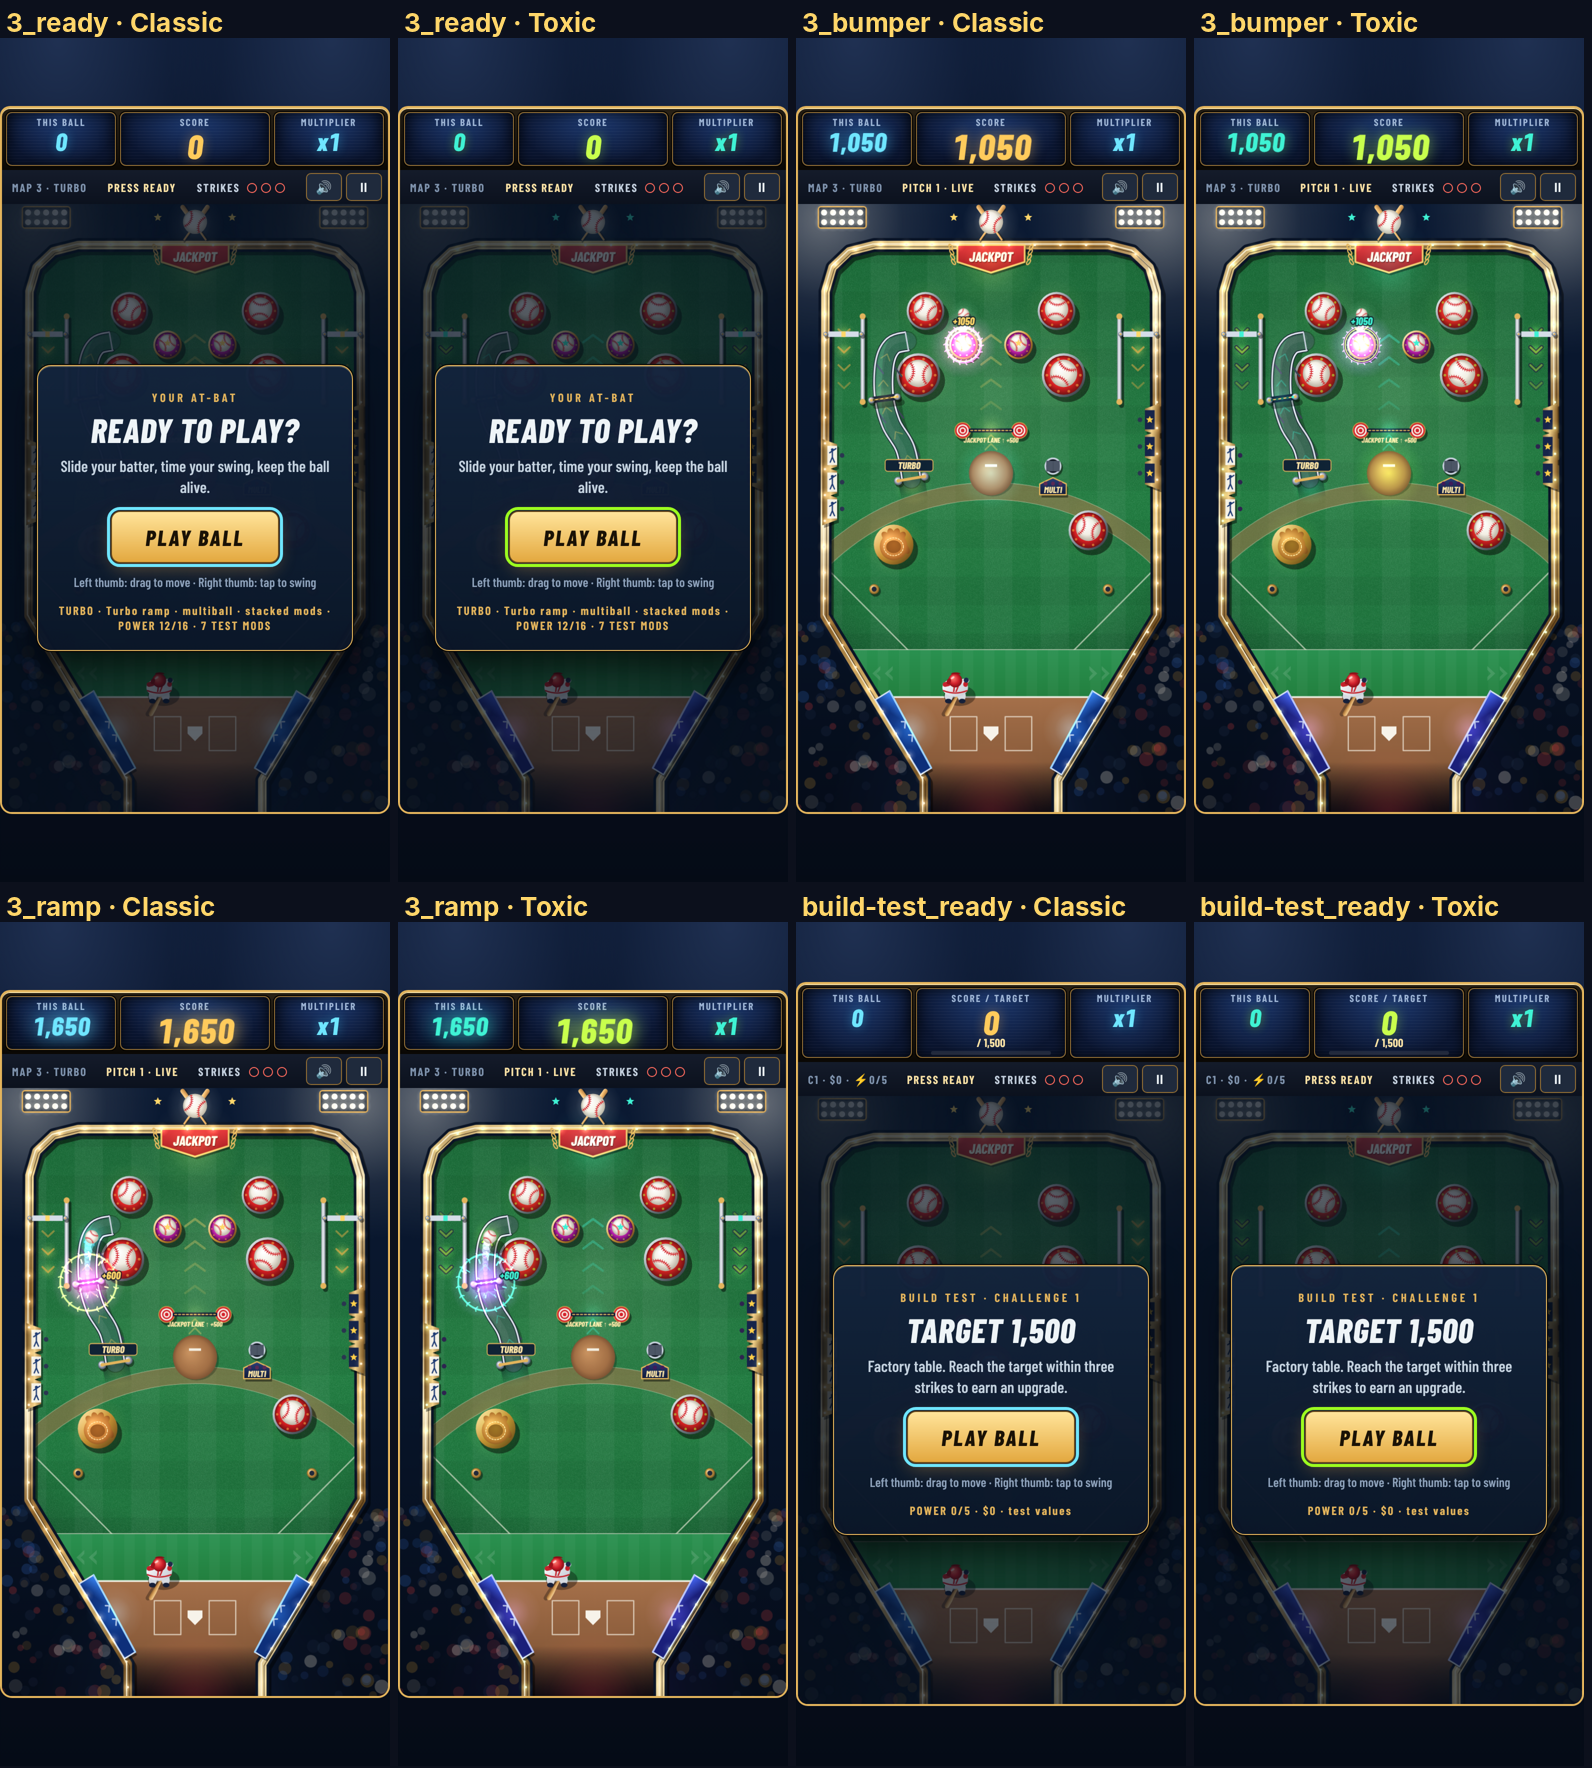 3_ready · Classic
THIS BALL
0
SCORE
0
MULTIPLIER
x1
MAP 3 · TURBO
PRESS READY
STRIKES
JACKPOT
YOUR AT-BAT
READY TO PLAY?
Slide your batter, time your swing, keep the ball
alive.
PLAY BALL
Left thumb: drag to move · Right thumb: tap to swing
TURBO · Turbo ramp · multiball · stacked mods ·
POWER 12/16 · 7 TEST MODS
3_ready · Toxic
THIS BALL
0
SCORE
0
MULTIPLIER
x1
MAP 3 · TURBO
PRESS READY
STRIKES
JACKPOT
YOUR AT-BAT
READY TO PLAY?
Slide your batter, time your swing, keep the ball
alive.
PLAY BALL
Left thumb: drag to move · Right thumb: tap to swing
TURBO · Turbo ramp · multiball · stacked mods ·
POWER 12/16 · 7 TEST MODS
3_bumper · Classic
THIS BALL
1,050
SCORE
1,050
MULTIPLIER
x1
MAP 3 · TURBO
PITCH 1 · LIVE
STRIKES
JACKPOT
+1050
JACKPOT LANE · +500
TURBO
MULTI
3_bumper · Toxic
THIS BALL
1,050
SCORE
1,050
MULTIPLIER
x1
MAP 3 · TURBO
PITCH 1 · LIVE
STRIKES
JACKPOT
+1050
JACKPOT LANE · +500
TURBO
MULTI
3_ramp · Classic
THIS BALL
1,650
SCORE
1,650
MULTIPLIER
x1
MAP 3 · TURBO
PITCH 1 · LIVE
STRIKES
JACKPOT
+600
JACKPOT LANE · +500
TURBO
MULTI
3_ramp · Toxic
THIS BALL
1,650
SCORE
1,650
MULTIPLIER
x1
MAP 3 · TURBO
PITCH 1 · LIVE
STRIKES
JACKPOT
+600
JACKPOT LANE · +500
TURBO
MULTI
build-test_ready · Classic
THIS BALL
0
SCORE / TARGET
0
/ 1,500
MULTIPLIER
x1
C1 · $0 · ⚡0/5
PRESS READY
STRIKES
JACKPOT
BUILD TEST · CHALLENGE 1
TARGET 1,500
Factory table. Reach the target within three
strikes to earn an upgrade.
PLAY BALL
Left thumb: drag to move · Right thumb: tap to swing
POWER 0/5 · $0 · test values
build-test_ready · Toxic
THIS BALL
0
SCORE / TARGET
0
/ 1,500
MULTIPLIER
x1
C1 · $0 · ⚡0/5
PRESS READY
STRIKES
JACKPOT
BUILD TEST · CHALLENGE 1
TARGET 1,500
Factory table. Reach the target within three
strikes to earn an upgrade.
PLAY BALL
Left thumb: drag to move · Right thumb: tap to swing
POWER 0/5 · $0 · test values